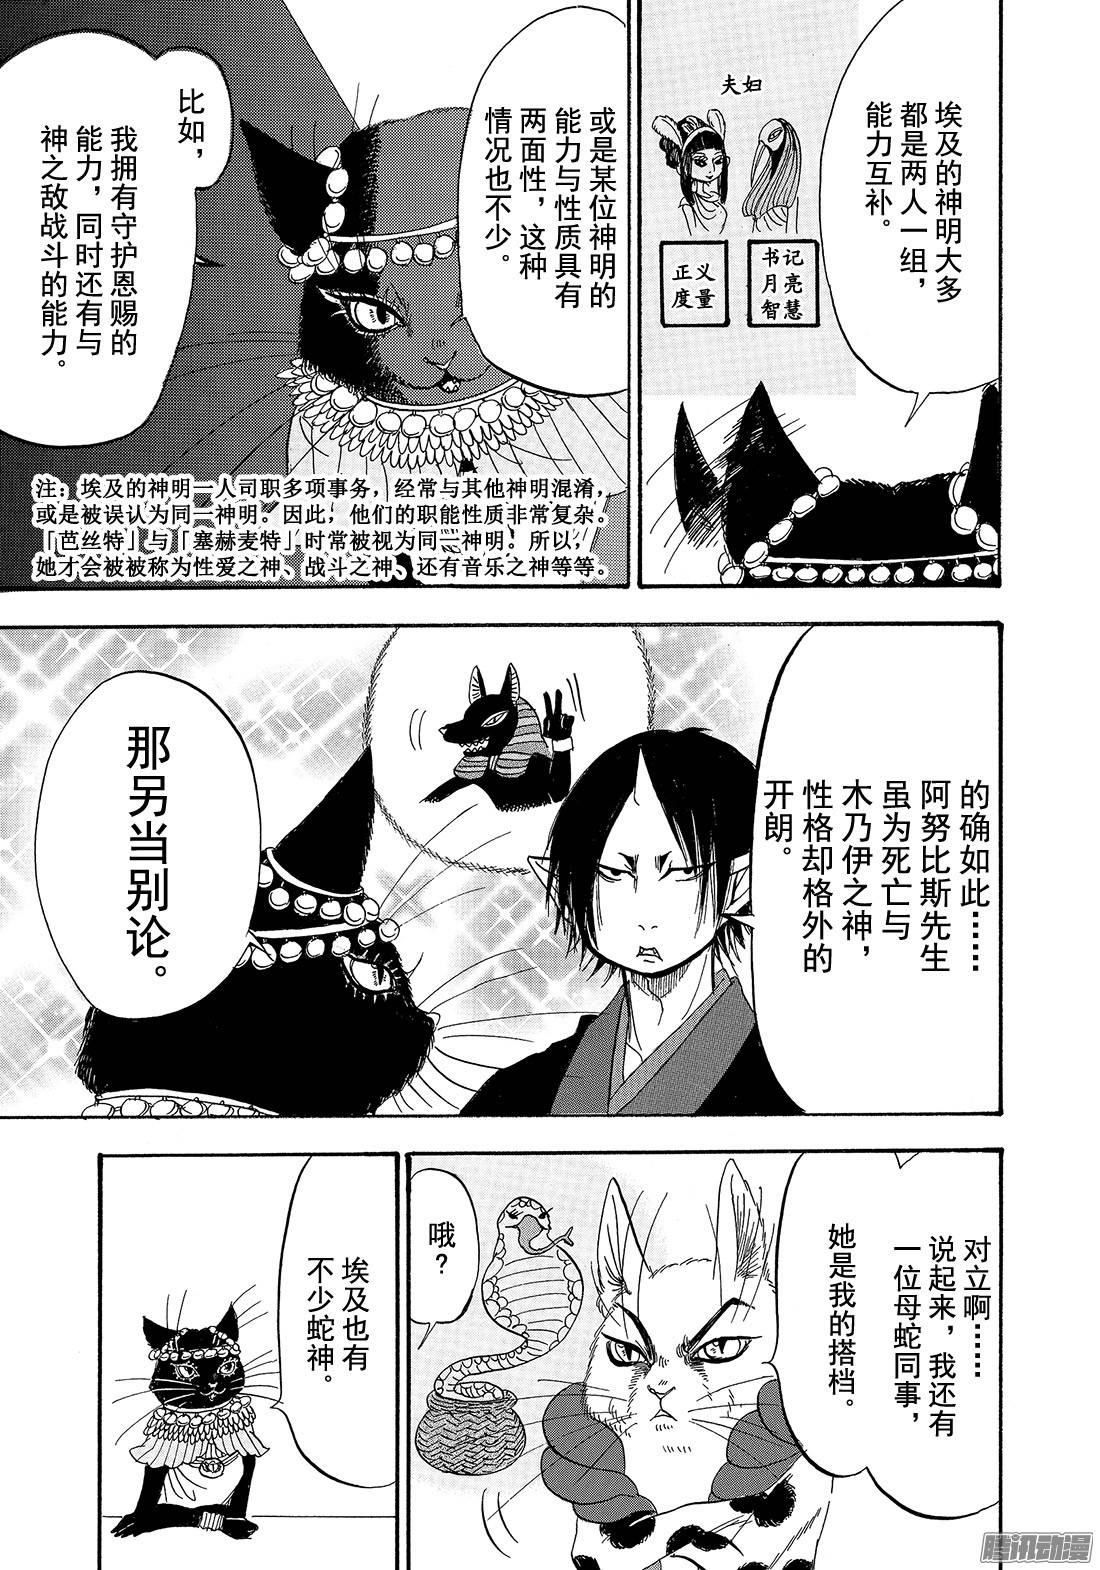 埃及的神明大多
都是两人一组，
能力互补。
夫妇
正义
度量
书记
月亮
智慧
或是某位神明的
能力与性质具有
两面性，这种
情况也不少。
比如，
我拥有守护恩赐的
能力，同时还有与
神之敌战斗的能力。
注：埃及的神明一人司职多项事务，经常与其他神明混淆，
或是被误认为同一神明。因此，他们的职能性质非常复杂。
「芭丝特」与「塞赫麦特」时常被视为同一神明。所以，
她才会被被称为性爱之神、战斗之神、还有音乐之神等等。
的确如此……
阿努比斯先生
虽为死亡与
木乃伊之神，
性格却格外的
开朗。
那另当别论。
对立啊……
说起来，我还有
一位母蛇同事，
她是我的搭档。
哦？
埃及也有
不少蛇神。
腾讯动漫